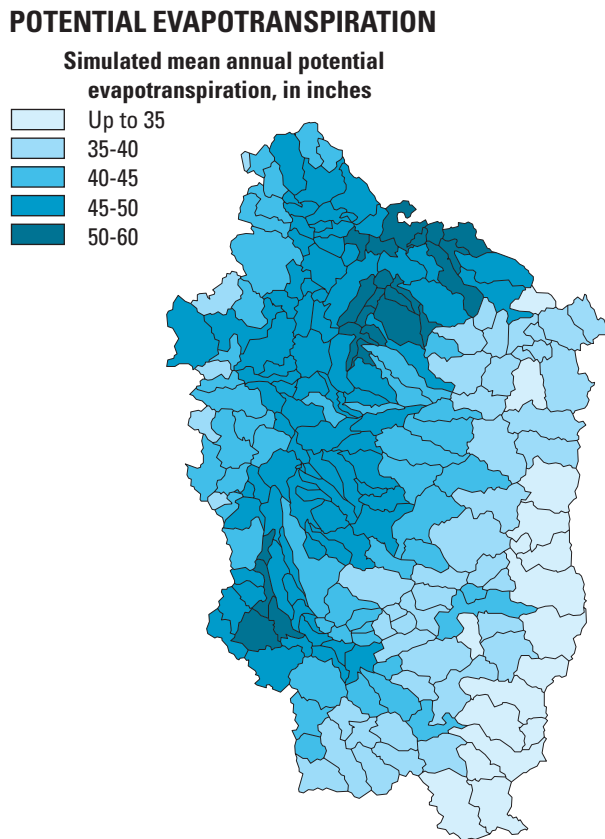 POTENTIAL EVAPOTRANSPIRATION
Simulated mean annual potential
evapotranspiration, in inches
Up to 35
35-40
40-45
45-50
50-60